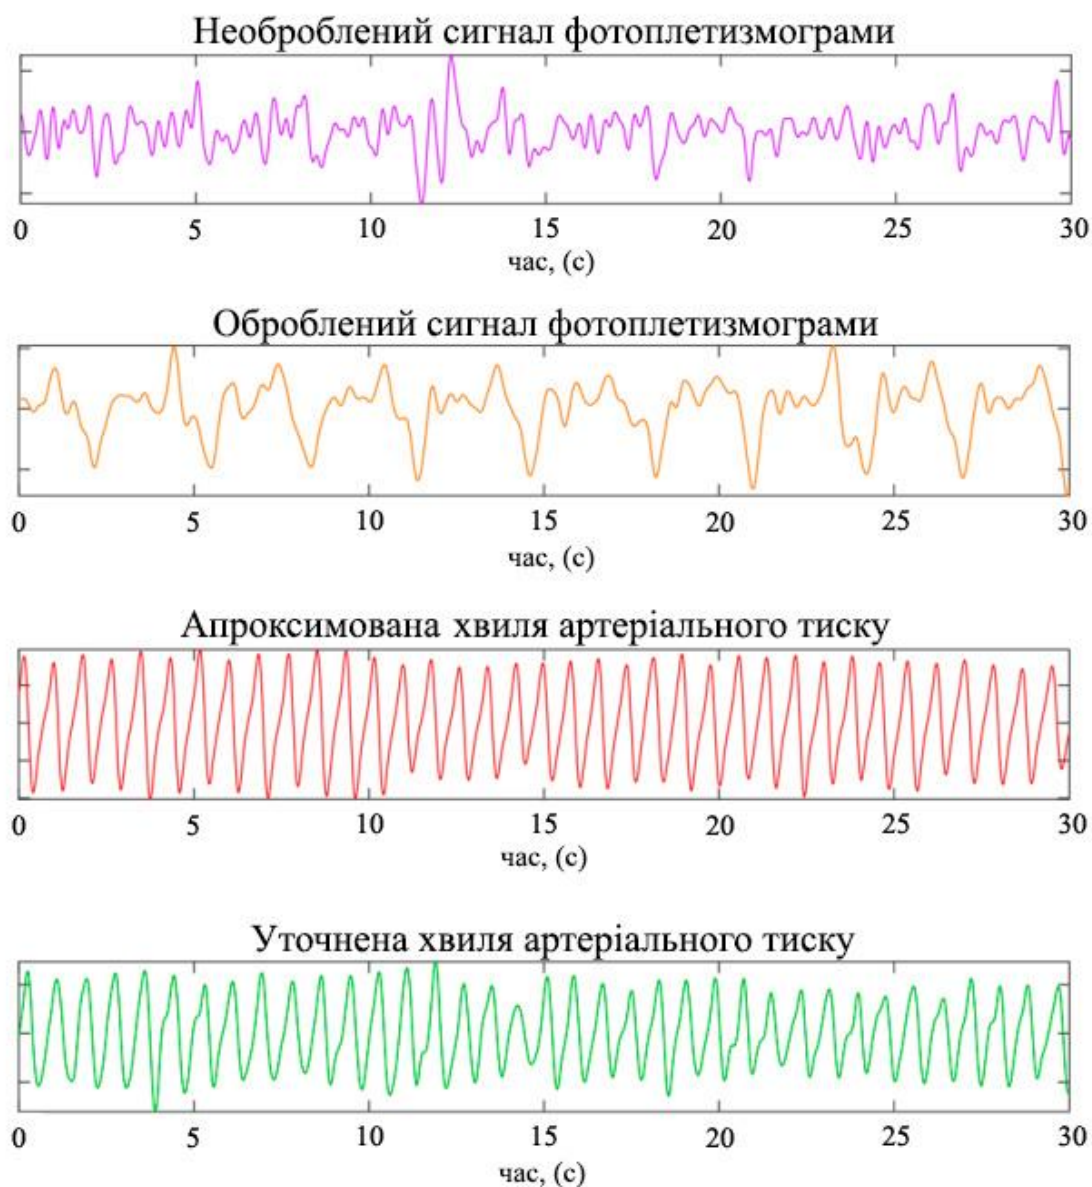 Необроблений сигнал фотоплетизмограми
0 5 10 15 20 25 30
час, (с)
Оброблений сигнал фотоплетизмограми
0 5 10 15 20 25 30
час, (с)
Апроксимована хвиля артеріального тиску
0 5 10 15 20 25 30
час, (с)
Уточнена хвиля артеріального тиску
0 5 10 15 20 25 30
час, (с)